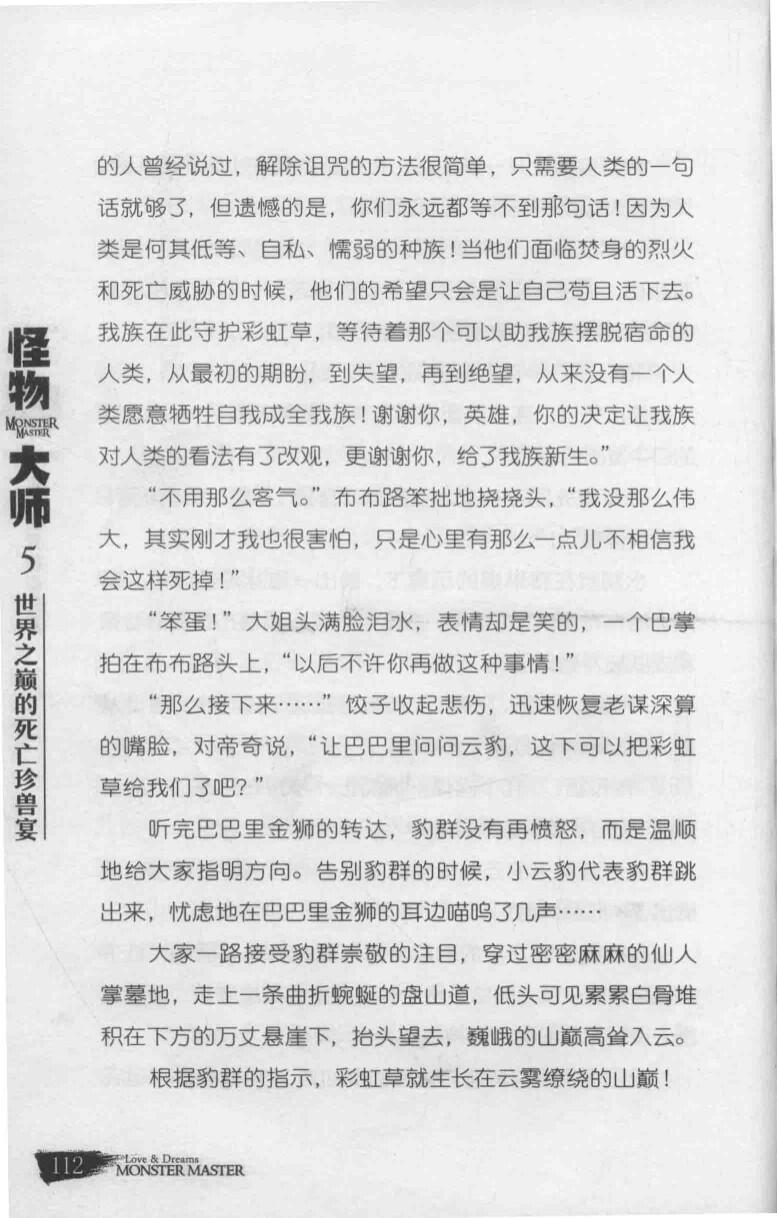 的人曾经说过，解除诅咒的方法很简单，只需要人类的一句
话就够了，但遗憾的是，你们永远都等不到那句话！因为人
类是何其低等、自私、懦弱的种族！当他们面临焚身的烈火
和死亡威胁的时候，他们的希望只会是让自己苟且活下去。
我族在此守护彩虹草，等待着那个可以助我族摆脱宿命的
人类，从最初的期盼，到失望，再到绝望，从来没有一个人
类愿意牺牲自我成全我族！谢谢你，英雄，你的决定让我族
对人类的看法有了改观，更谢谢你，给了我族新生。”
“不用那么客气。”布布路笨拙地挠挠头，“我没那么伟
大，其实刚才我也很害怕，只是心里有那么一点儿不相信我
会这样死掉！”
“笨蛋！”大姐头满脸泪水，表情却是笑的，一个巴掌
拍在布布路头上，“以后不许你再做这种事情！”
“那么接下来……”饺子收起悲伤，迅速恢复老谋深算
的嘴脸，对帝奇说，“让巴巴里问问云豹，这下可以把彩虹
草给我们了吧？”
听完巴巴里金狮的转达，豹群没有再愤怒，而是温顺
地给大家指明方向。告别豹群的时候，小云豹代表豹群跳
出来，忧虑地在巴巴里金狮的耳边喵呜了几声……
大家一路接受豹群崇敬的注目，穿过密密麻麻的仙人
掌墓地，走上一条曲折蜿蜒的盘山道，低头可见累累白骨堆
积在下方的万丈悬崖下，抬头望去，巍峨的山巅高耸入云。
根据豹群的指示，彩虹草就生长在云雾缭绕的山巅！
怪物
MONSTER
MASTER
大师
5
世界之巅的死亡珍兽宴
112
Love & Dreams
MONSTER MASTER